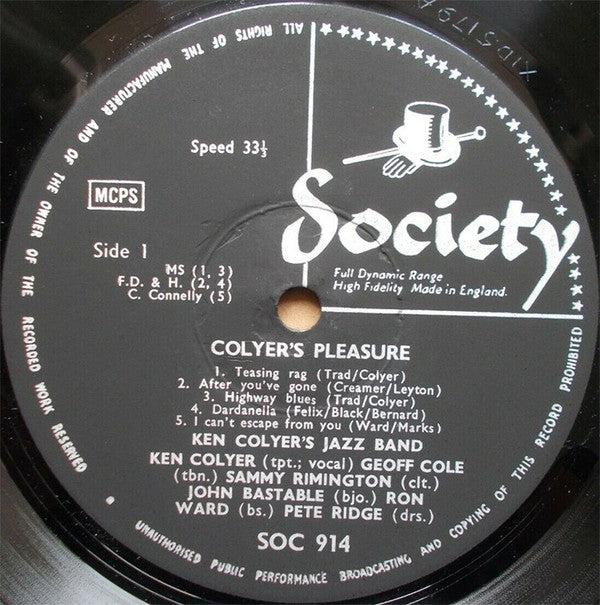 ALL RIGHTS OF THE MANUFACTURER AND OF THE OWNER OF THE RECORDED WORK RESERVED
UNAUTHORISED PUBLIC PERFORMANCE BROADCASTING AND COPYING OF THIS RECORD PROHIBITED
Speed 33⅓
MCPS
Society
Side 1
MS (1, 3)
F.D. & H. (2, 4)
C. Connelly (5)
Full Dynamic Range
High Fidelity Made in England.
COLYER'S PLEASURE
1. Teasing rag (Trad/Colyer)
2. After you've gone (Creamer/Leyton)
3. Highway blues (Trad/Colyer)
4. Dardanella (Felix/Black/Bernard)
5. I can't escape from you (Ward/Marks)
KEN COLYER'S JAZZ BAND
KEN COLYER (tpt.; vocal) GEOFF COLE
(tbn.) SAMMY RIMINGTON (clt.)
JOHN BASTABLE (bjo.) RON
WARD (bs.) PETE RIDGE (drs.)
SOC 914